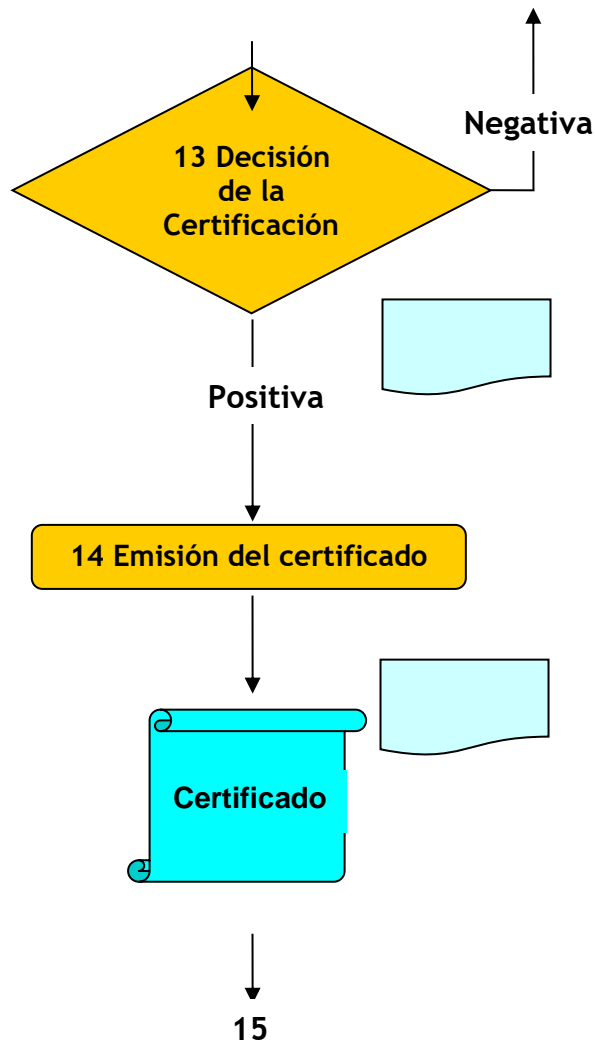 Negativa
13 Decisión
de la
Certificación
Positiva
14 Emisión del certificado
Certificado
15